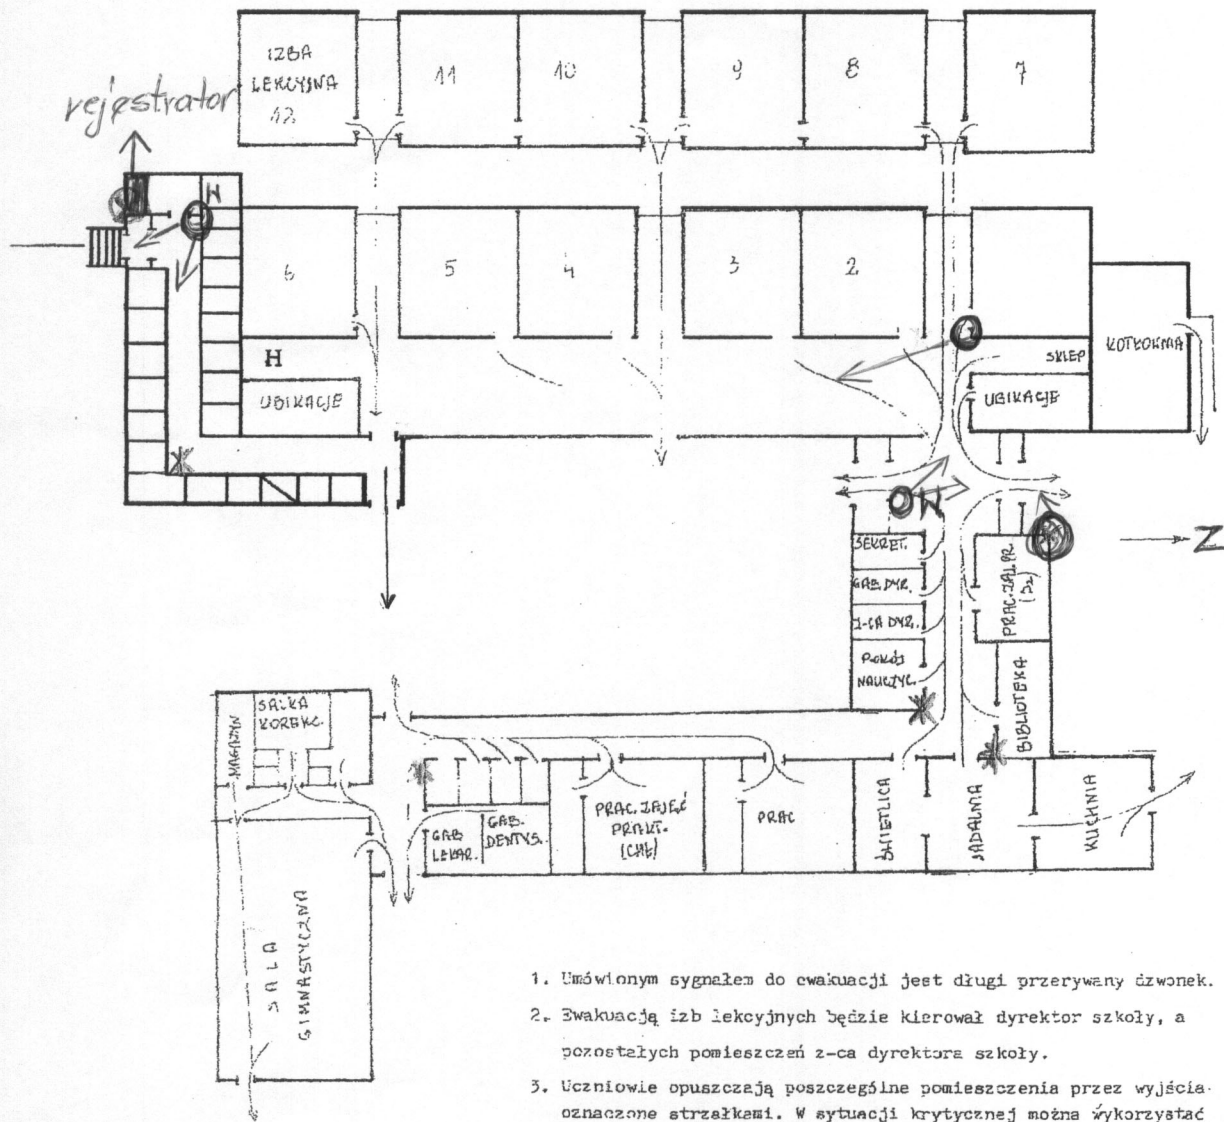 IZBA
LEKCYJNA
12
11
10
9
8
7
rejestrator
H
6
5
4
3
2
H
SKLEP
KOTŁOWNIA
UBIKACJE
UBIKACJE
W
Z
SEKRET.
GAB. DYR.
Z-CA DYR.
POKÓJ
NAUCZYC.
PRAC. ZAJ. PR.
BIBLIOTEKA
MAGAZYN
SALKA
KOREKC.
GAB.
LEKAR.
GAB.
DENTYS.
PRAC. ZAJĘĆ
PRAKT.
(CHŁ)
PRAC
ŚWIETLICA
JADALNIA
KUCHNIA
SALA
GIMNASTYCZNA
1. Umówionym sygnałem do ewakuacji jest długi przerywany dzwonek.
2. Ewakuacją izb lekcyjnych będzie kierował dyrektor szkoły, a
pozostałych pomieszczeń z-ca dyrektora szkoły.
3. Uczniowie opuszczają poszczególne pomieszczenia przez wyjścia
oznaczone strzałkami. W sytuacji krytycznej można wykorzystać